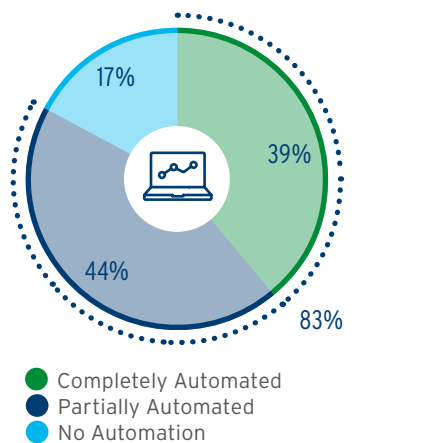 17%
39%
44%
83%
Completely Automated
Partially Automated
No Automation